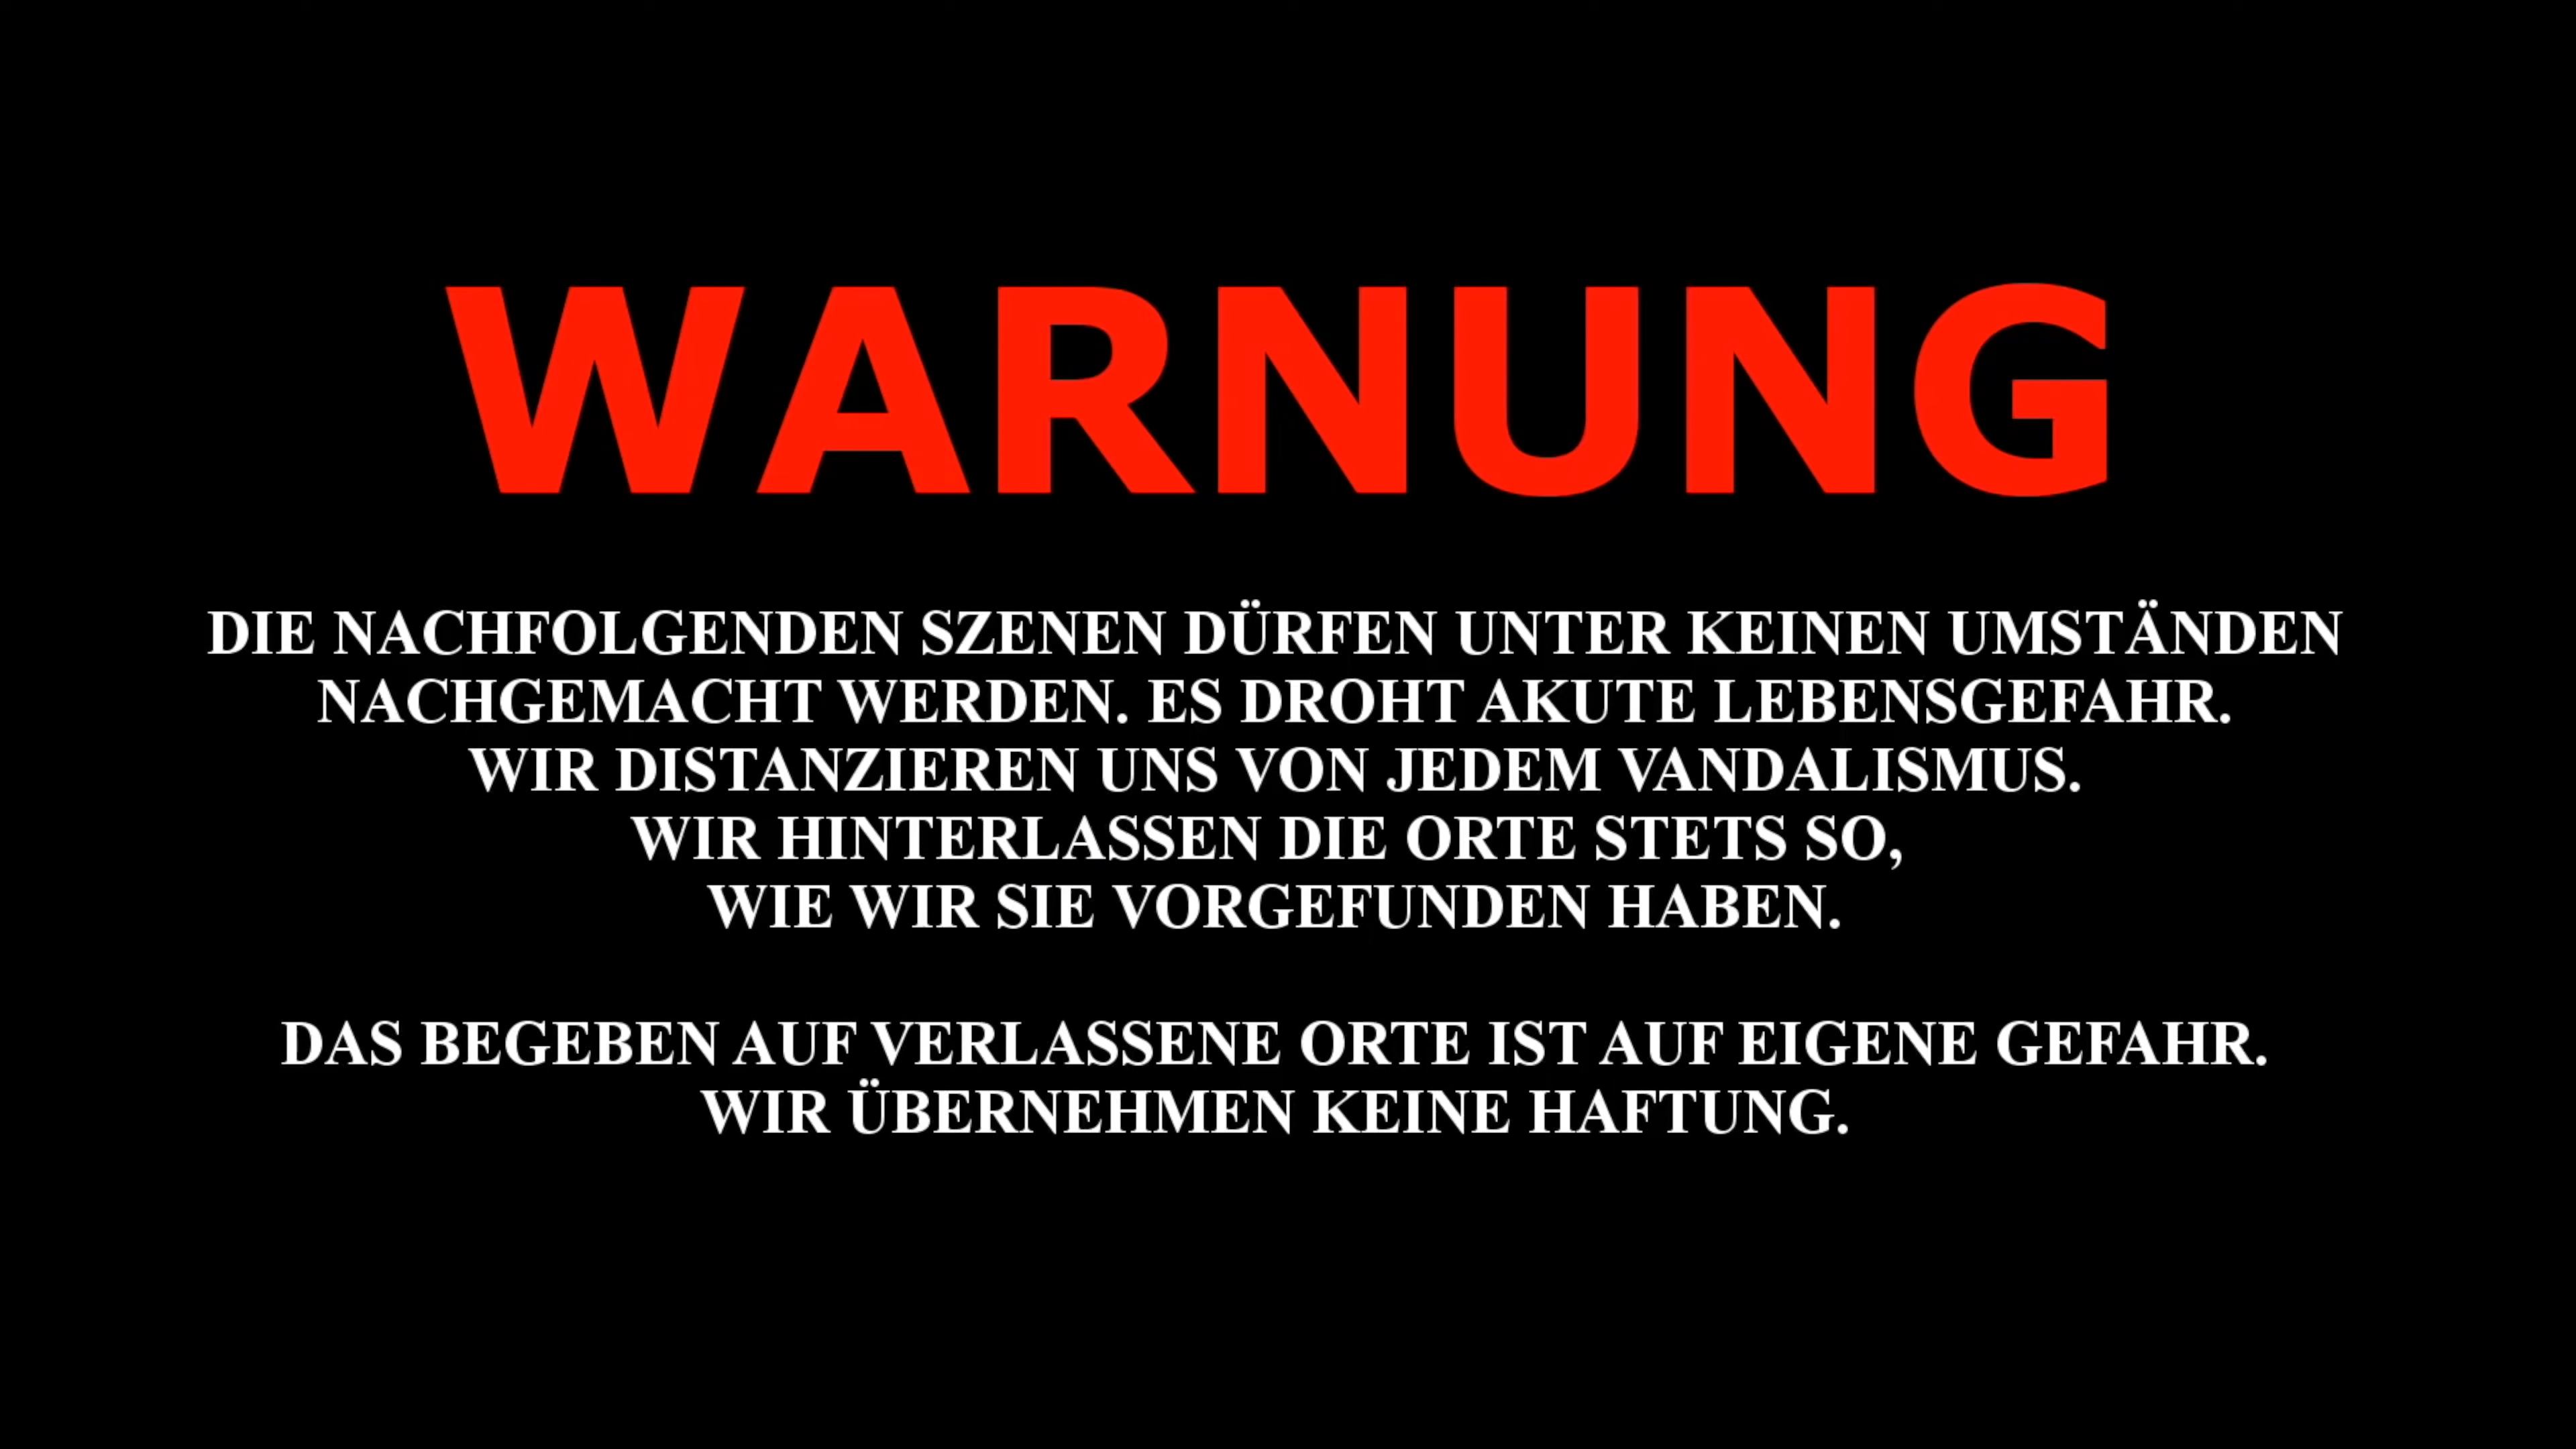 WARNUNG
DIE NACHFOLGENDEN SZENEN DÜRFEN UNTER KEINEN UMSTÄNDEN
NACHGEMACHT WERDEN. ES DROHT AKUTE LEBENSGEFAHR.
WIR DISTANZIEREN UNS VON JEDEM VANDALISMUS.
WIR HINTERLASSEN DIE ORTE STETS SO,
WIE WIR SIE VORGEFUNDEN HABEN.
DAS BEGEBEN AUF VERLASSENE ORTE IST AUF EIGENE GEFAHR.
WIR ÜBERNEHMEN KEINE HAFTUNG.